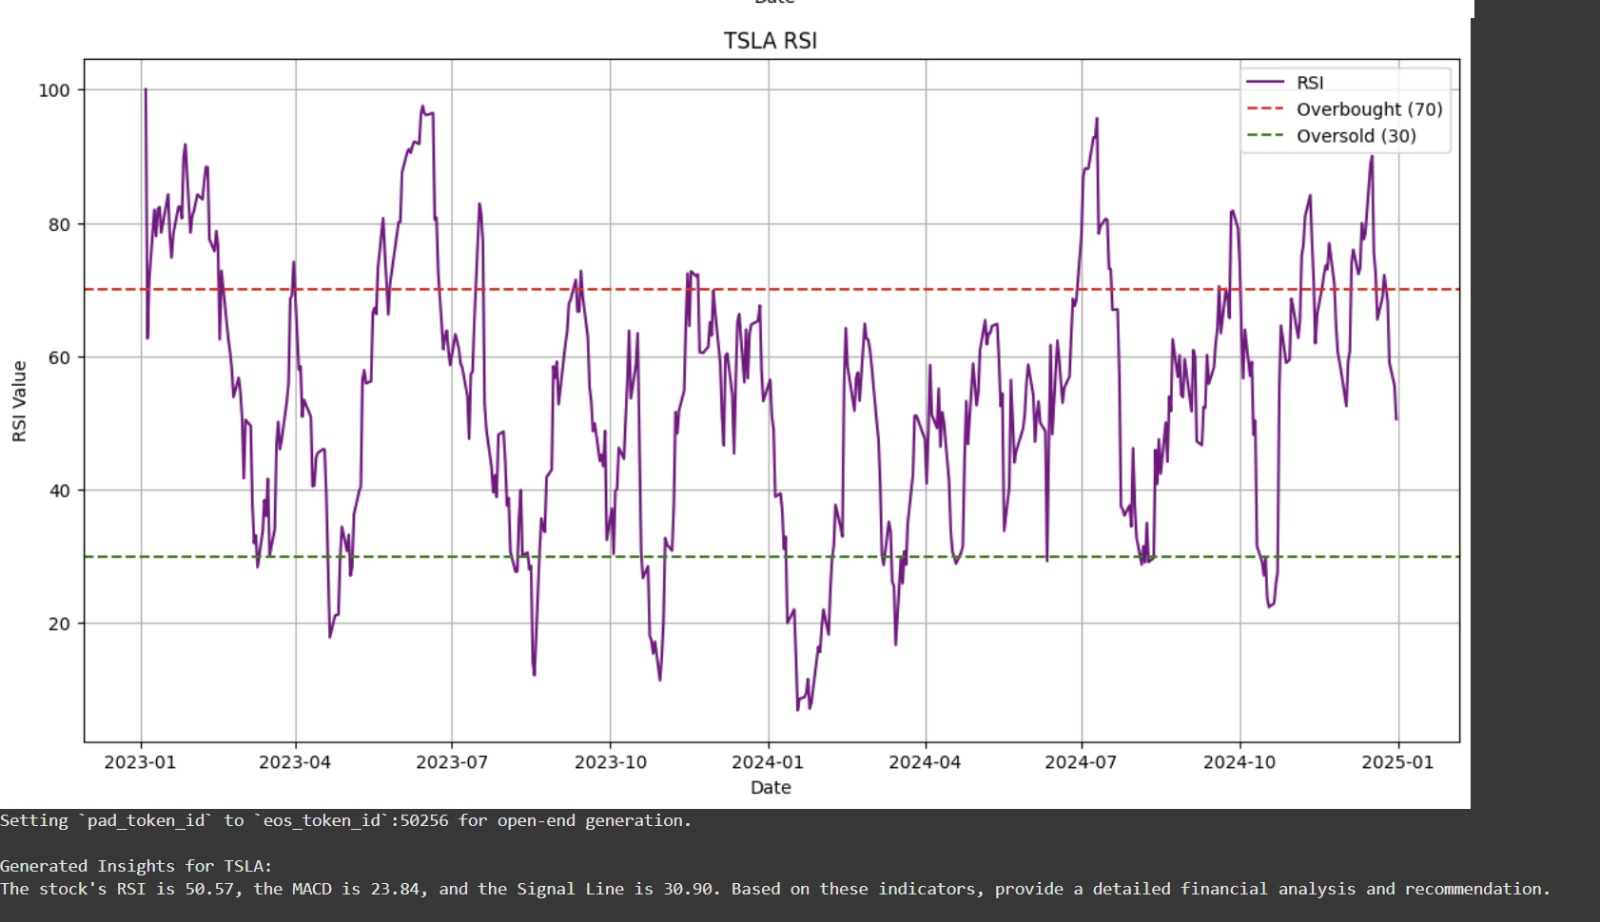 Date
TSLA RSI
RSI
Overbought (70)
Oversold (30)
100
80
60
40
20
RSI Value
2023-01 2023-04 2023-07 2023-10 2024-01 2024-04 2024-07 2024-10 2025-01
Date
Setting `pad_token_id` to `eos_token_id`:50256 for open-end generation.
Generated Insights for TSLA:
The stock's RSI is 50.57, the MACD is 23.84, and the Signal Line is 30.90. Based on these indicators, provide a detailed financial analysis and recommendation.